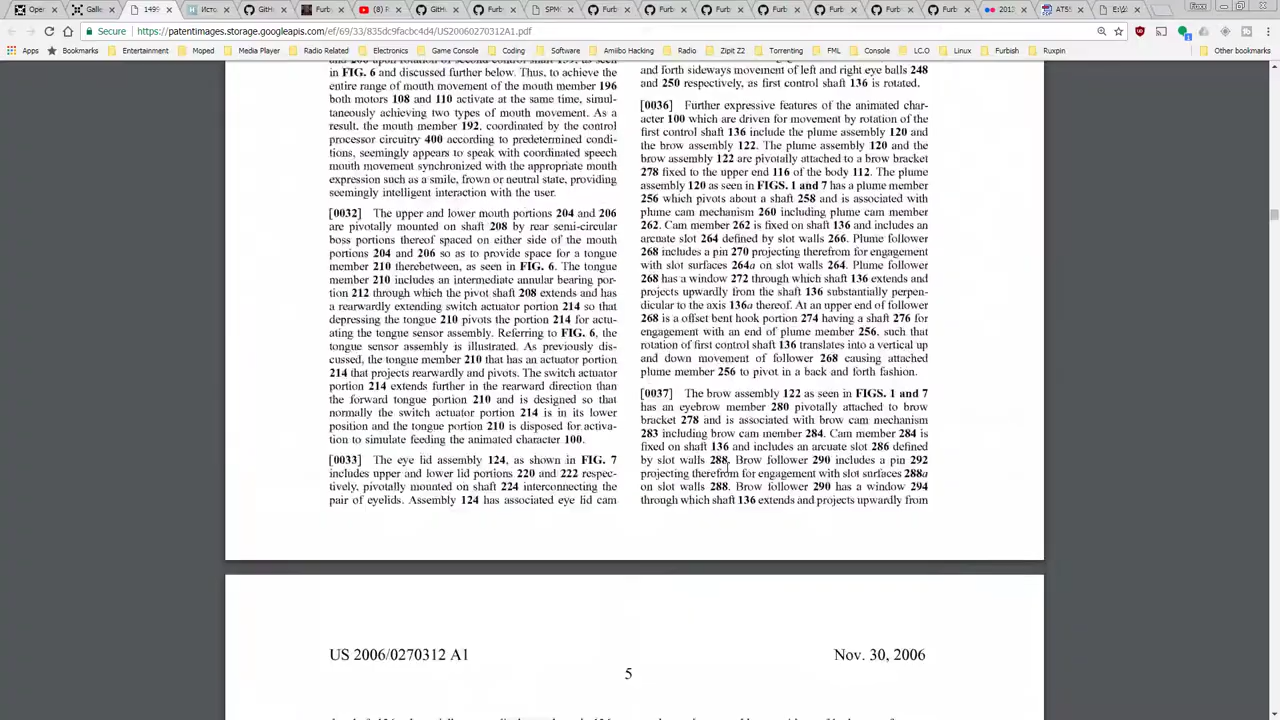 Open
Galle
1499
Исто
GitH
Furb
(8) F
GitHu
Furb
SPM
Furb
Furb
Furb
Furb
Furb
Furb
Furb
2013
AT55
E:\
Secure https://patentimages.storage.googleapis.com/ef/69/33/835dc9facbc4d4/US20060270312A1.pdf
Apps Bookmarks Entertainment Moped Media Player Radio Related Electronics Game Console Coding Software Amiibo Hacking Radio Zipit Z2 Torrenting FML Console LC.O Linux Furbish Ruxpin Other bookmarks
in FIG. 6 and discussed further below. Thus, to achieve the
entire range of mouth movement of the mouth member 196
both motors 108 and 110 activate at the same time, simul-
taneously achieving two types of mouth movement. As a
result, the mouth member 192, coordinated by the control
processor circuitry 400 according to predetermined condi-
tions, seemingly appears to speak with coordinated speech
mouth movement synchronized with the appropriate mouth
expression such as a smile, frown or neutral state, providing
seemingly intelligent interaction with the user.
[0032] The upper and lower mouth portions 204 and 206
are pivotally mounted on shaft 208 by rear semi-circular
boss portions thereof spaced on either side of the mouth
portions 204 and 206 so as to provide space for a tongue
member 210 therebetween, as seen in FIG. 6. The tongue
member 210 includes an intermediate annular bearing por-
tion 212 through which the pivot shaft 208 extends and has
a rearwardly extending switch actuator portion 214 so that
depressing the tongue 210 pivots the portion 214 for actu-
ating the tongue sensor assembly. Referring to FIG. 6, the
tongue sensor assembly is illustrated. As previously dis-
cussed, the tongue member 210 that has an actuator portion
214 that projects rearwardly and pivots. The switch actuator
portion 214 extends further in the rearward direction than
the forward tongue portion 210 and is designed so that
normally the switch actuator portion 214 is in its lower
position and the tongue portion 210 is disposed for activa-
tion to simulate feeding the animated character 100.
[0033] The eye lid assembly 124, as shown in FIG. 7
includes upper and lower lid portions 220 and 222 respec-
tively, pivotally mounted on shaft 224 interconnecting the
pair of eyelids. Assembly 124 has associated eye lid cam
and forth sideways movement of left and right eye balls 248
and 250 respectively, as first control shaft 136 is rotated.
[0036] Further expressive features of the animated char-
acter 100 which are driven for movement by rotation of the
first control shaft 136 include the plume assembly 120 and
the brow assembly 122. The plume assembly 120 and the
brow assembly 122 are pivotally attached to a brow bracket
278 fixed to the upper end 116 of the body 112. The plume
assembly 120 as seen in FIGS. 1 and 7 has a plume member
256 which pivots about a shaft 258 and is associated with
plume cam mechanism 260 including plume cam member
262. Cam member 262 is fixed on shaft 136 and includes an
arcuate slot 264 defined by slot walls 266. Plume follower
268 includes a pin 270 projecting therefrom for engagement
with slot surfaces 264a on slot walls 264. Plume follower
268 has a window 272 through which shaft 136 extends and
projects upwardly from the shaft 136 substantially perpen-
dicular to the axis 136a thereof. At an upper end of follower
268 is a offset bent hook portion 274 having a shaft 276 for
engagement with an end of plume member 256, such that
rotation of first control shaft 136 translates into a vertical up
and down movement of follower 268 causing attached
plume member 256 to pivot in a back and forth fashion.
[0037] The brow assembly 122 as seen in FIGS. 1 and 7
has an eyebrow member 280 pivotally attached to brow
bracket 278 and is associated with brow cam mechanism
283 including brow cam member 284. Cam member 284 is
fixed on shaft 136 and includes an arcuate slot 286 defined
by slot walls 288. Brow follower 290 includes a pin 292
projecting therefrom for engagement with slot surfaces 288a
on slot walls 288. Brow follower 290 has a window 294
through which shaft 136 extends and projects upwardly from
US 2006/0270312 A1
Nov. 30, 2006
5